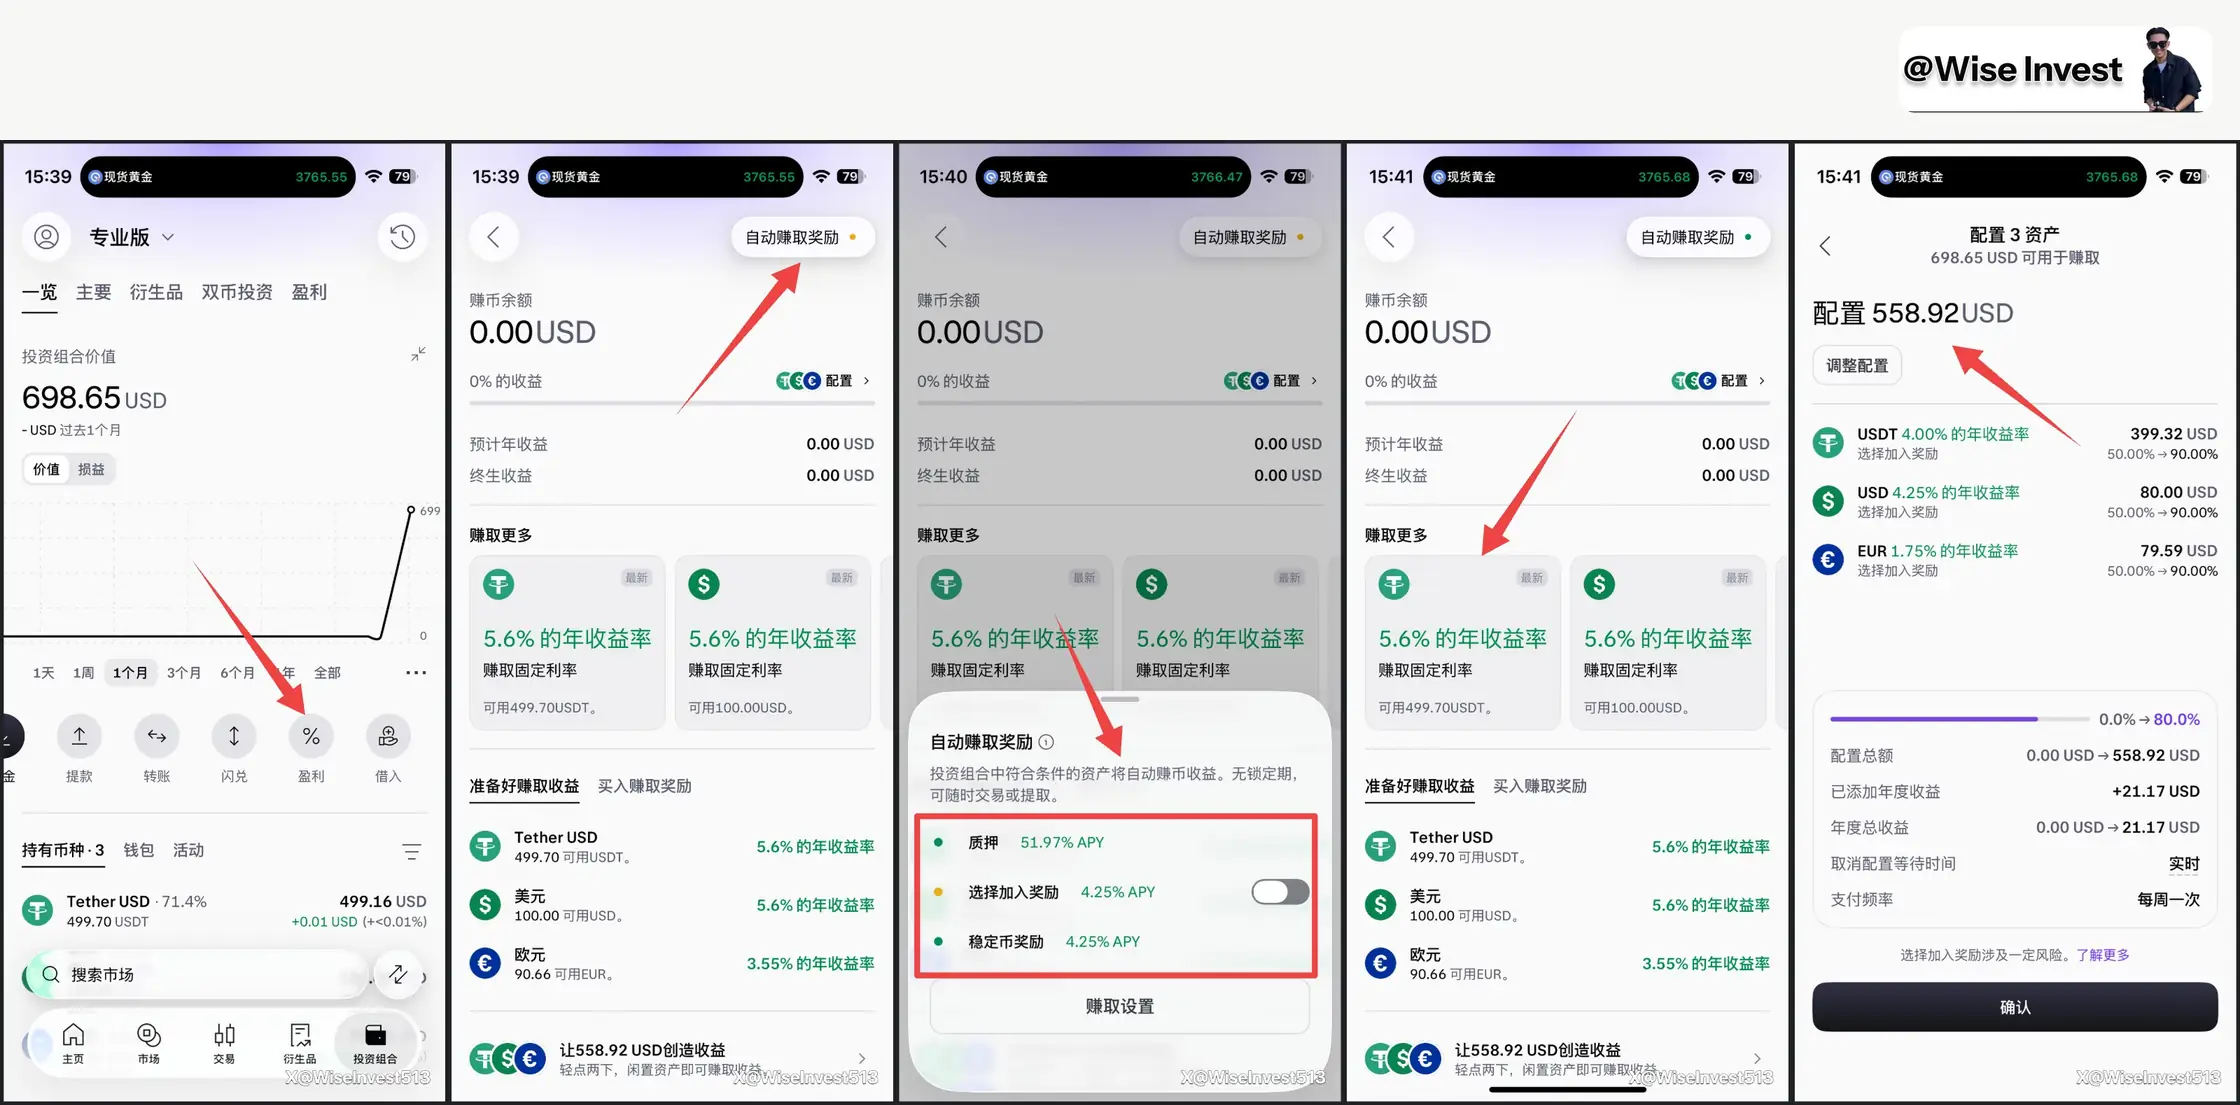 @Wise Invest
15:39
现货黄金
3765.55
79
专业版
一览
主要
衍生品
双币投资
盈利
投资组合价值
698.65 USD
- USD 过去1个月
价值
损益
699
0
1天
1周
1个月
3个月
6个月
年
全部
提款
转账
闪兑
盈利
借入
持有币种·3
钱包
活动
Tether USD · 71.4%
499.16 USD
499.70 USDT
+0.01 USD (+<0.01%)
搜索市场
主页
市场
交易
衍生品
投资组合
X@WiseInvest513
15:39
现货黄金
3765.55
79
自动赚取奖励
赚币余额
0.00USD
0% 的收益
配置
预计年收益
0.00 USD
终生收益
0.00 USD
赚取更多
最新
5.6% 的年收益率
赚取固定利率
可用499.70USDT。
最新
5.6% 的年收益率
赚取固定利率
可用100.00USD。
准备好赚取收益
买入赚取奖励
Tether USD
499.70 可用USDT。
5.6% 的年收益率
美元
100.00 可用USD。
5.6% 的年收益率
欧元
90.66 可用EUR。
3.55% 的年收益率
让558.92 USD创造收益
轻点两下，闲置资产即可赚取收益。
X@WiseInvest513
15:40
现货黄金
3766.47
79
自动赚取奖励
赚币余额
0.00USD
0% 的收益
配置
预计年收益
0.00 USD
终生收益
0.00 USD
赚取更多
最新
5.6% 的年收益率
赚取固定利率
最新
5.6% 的年收益率
赚取固定利率
自动赚取奖励
投资组合中符合条件的资产将自动赚币收益。无锁定期，
可随时交易或提取。
质押
51.97% APY
选择加入奖励
4.25% APY
稳定币奖励
4.25% APY
赚取设置
X@WiseInvest513
15:41
现货黄金
3765.68
79
自动赚取奖励
赚币余额
0.00USD
0% 的收益
配置
预计年收益
0.00 USD
终生收益
0.00 USD
赚取更多
最新
5.6% 的年收益率
赚取固定利率
可用499.70USDT。
最新
5.6% 的年收益率
赚取固定利率
可用100.00USD。
准备好赚取收益
买入赚取奖励
Tether USD
499.70 可用USDT。
5.6% 的年收益率
美元
100.00 可用USD。
5.6% 的年收益率
欧元
90.66 可用EUR。
3.55% 的年收益率
让558.92 USD创造收益
轻点两下，闲置资产即可赚取收益。
X@WiseInvest513
15:41
现货黄金
3765.68
79
配置 3 资产
698.65 USD 可用于赚取
配置 558.92USD
调整配置
USDT 4.00% 的年收益率
399.32 USD
选择加入奖励
50.00%→90.00%
USD 4.25% 的年收益率
80.00 USD
选择加入奖励
50.00%→90.00%
EUR 1.75% 的年收益率
79.59 USD
选择加入奖励
50.00%→90.00%
0.0%→80.0%
配置总额
0.00 USD→558.92 USD
已添加年度收益
+21.17 USD
年度总收益
0.00 USD→21.17 USD
取消配置等待时间
实时
支付频率
每周一次
选择加入奖励涉及一定风险。了解更多
确认
X@WiseInvest513